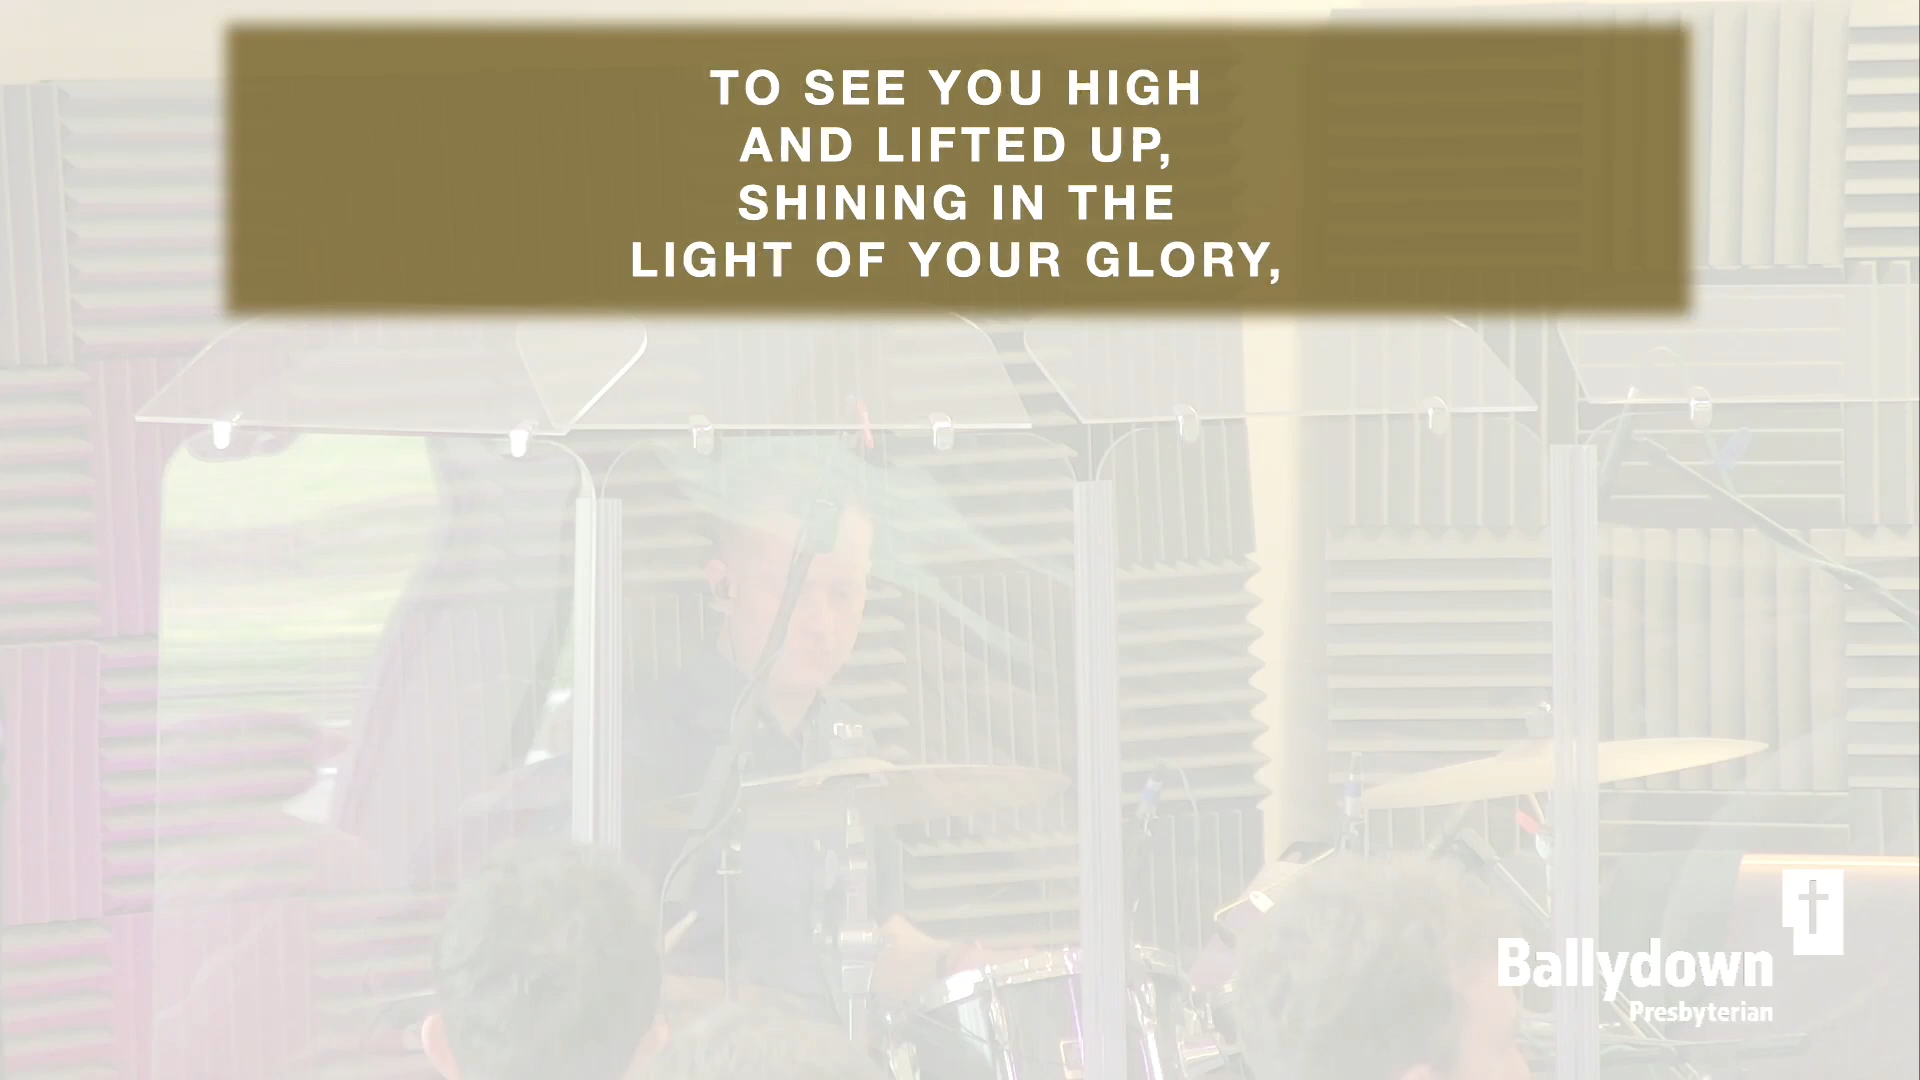 TO SEE YOU HIGH
AND LIFTED UP,
SHINING IN THE
LIGHT OF YOUR GLORY,
Ballydown
Presbyterian